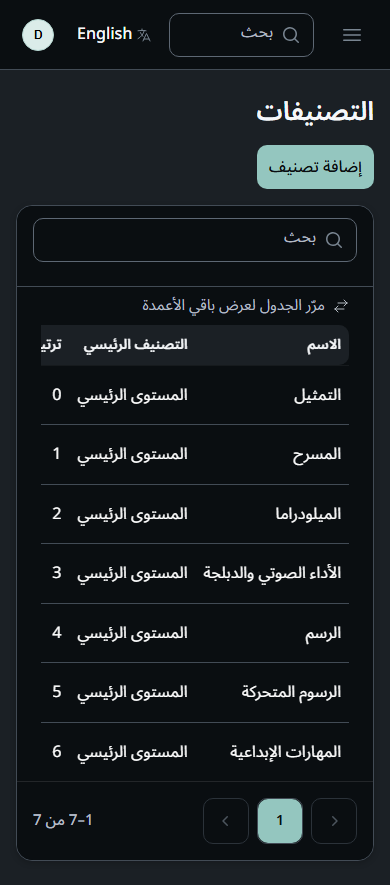 بحث English D
التصنيفات
إضافة تصنيف
بحث
مرّر الجدول لعرض باقي الأعمدة
الاسم التصنيف الرئيسي
التمثيل المستوى الرئيسي 0
المسرح المستوى الرئيسي 1
الميلودراما المستوى الرئيسي 2
الأداء الصوتي والدبلجة المستوى الرئيسي 3
الرسم المستوى الرئيسي 4
الرسوم المتحركة المستوى الرئيسي 5
المهارات الإبداعية المستوى الرئيسي 6
1 1–7 من 7